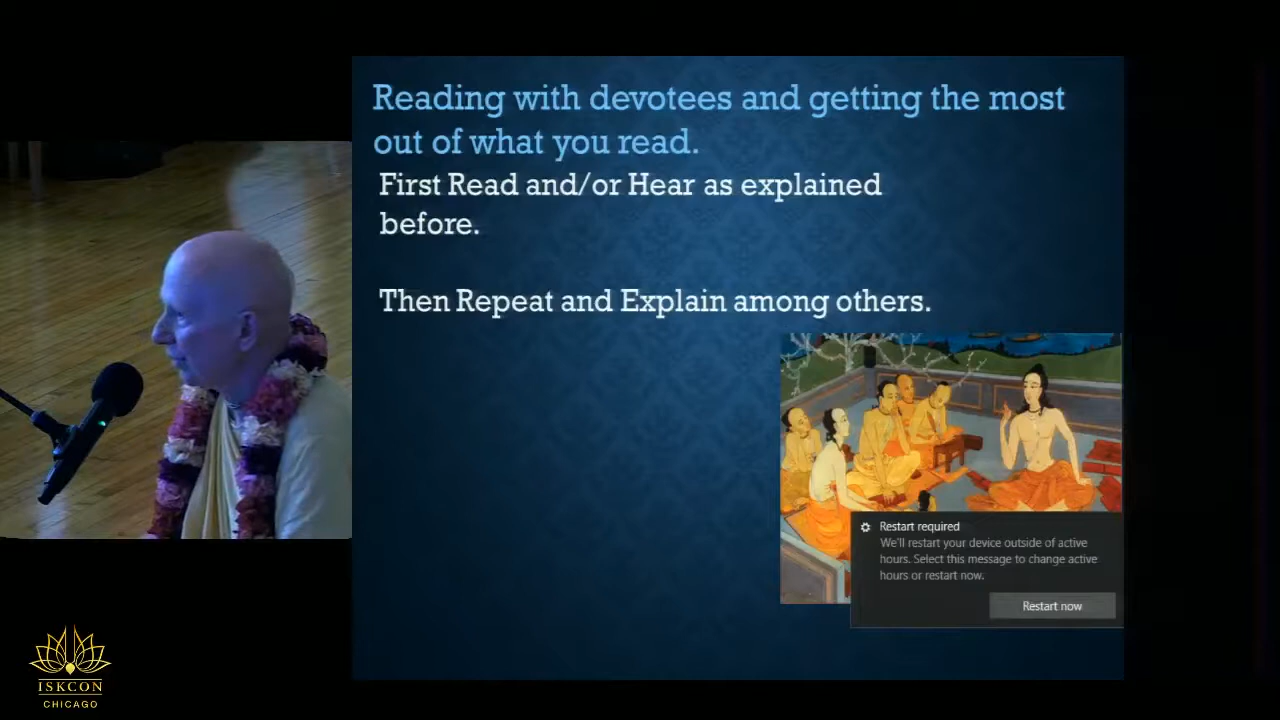 Reading with devotees and getting the most
out of what you read.
First Read and/or Hear as explained
before.
Then Repeat and Explain among others.
Restart required
We'll restart your device outside of active
hours. Select this message to change active
hours or restart now.
Restart now
ISKCON
CHICAGO